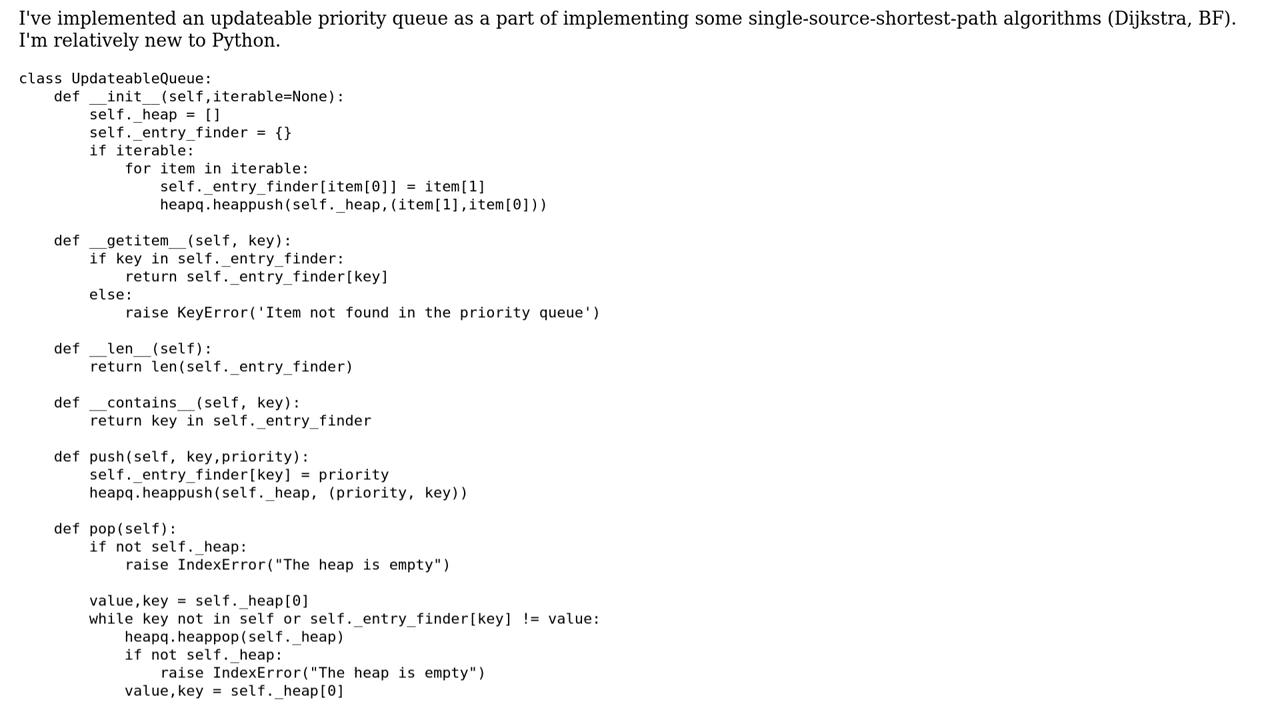 I've implemented an updateable priority queue as a part of implementing some single-source-shortest-path algorithms (Dijkstra, BF).
I'm relatively new to Python.
class UpdateableQueue:
    def __init__(self,iterable=None):
        self._heap = []
        self._entry_finder = {}
        if iterable:
            for item in iterable:
                self._entry_finder[item[0]] = item[1]
                heapq.heappush(self._heap,(item[1],item[0]))

    def __getitem__(self, key):
        if key in self._entry_finder:
            return self._entry_finder[key]
        else:
            raise KeyError('Item not found in the priority queue')

    def __len__(self):
        return len(self._entry_finder)

    def __contains__(self, key):
        return key in self._entry_finder

    def push(self, key,priority):
        self._entry_finder[key] = priority
        heapq.heappush(self._heap, (priority, key))

    def pop(self):
        if not self._heap:
            raise IndexError("The heap is empty")

        value,key = self._heap[0]
        while key not in self or self._entry_finder[key] != value:
            heapq.heappop(self._heap)
            if not self._heap:
                raise IndexError("The heap is empty")
            value,key = self._heap[0]